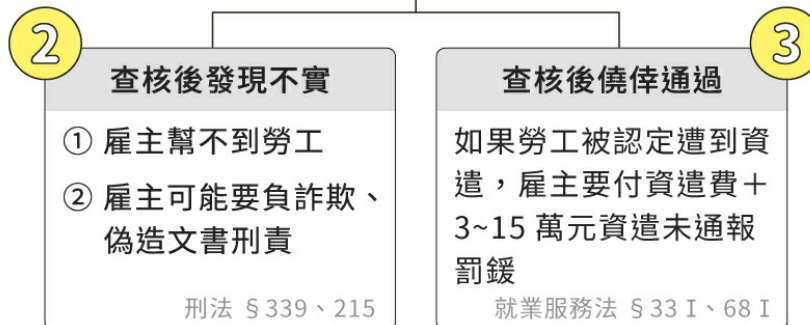 2
查核後發現不實
① 雇主幫不到勞工
② 雇主可能要負詐欺、
偽造文書刑責
刑法 §339、215
3
查核後僥倖通過
如果勞工被認定遭到資
遣，雇主要付資遣費＋
3~15 萬元資遣未通報
罰鍰
就業服務法 §33 I、68 I